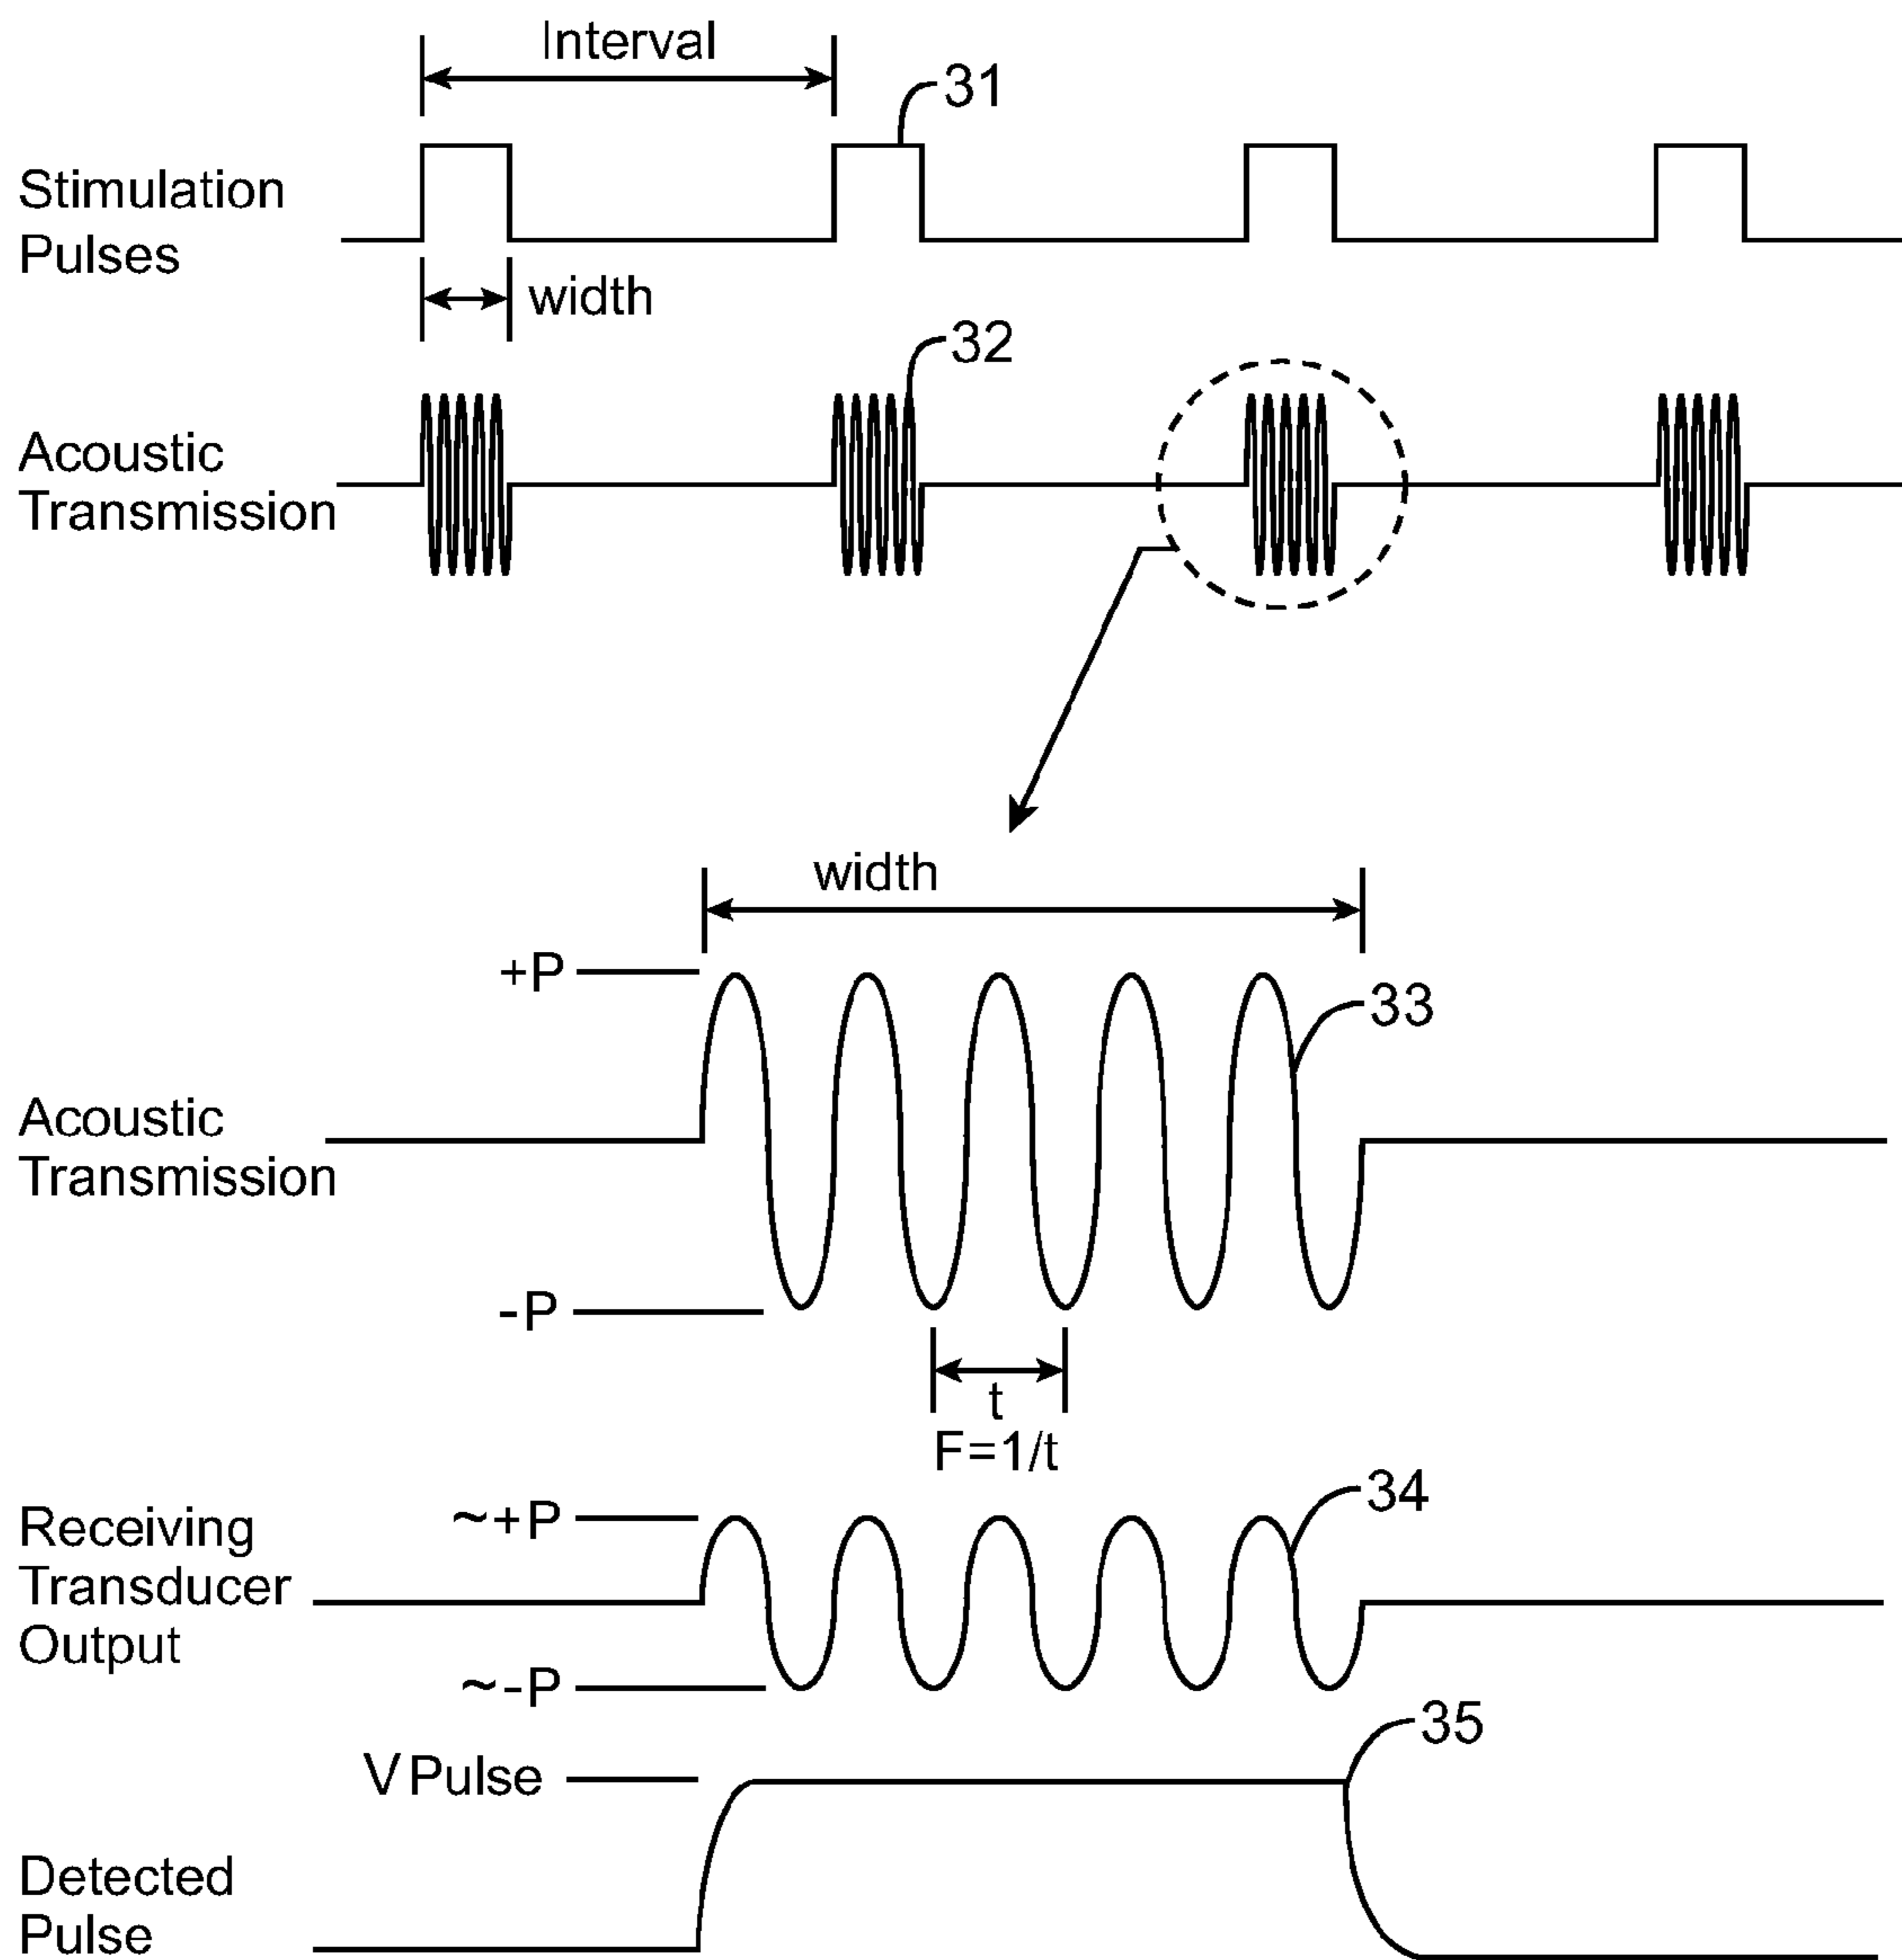 Interval
31
Stimulation
Pulses
width
32
Acoustic
Transmission
width
+P
33
Acoustic
Transmission
-P
t
F=1/t
34
~+P
Receiving
Transducer
Output
~-P
35
V Pulse
Detected
Pulse